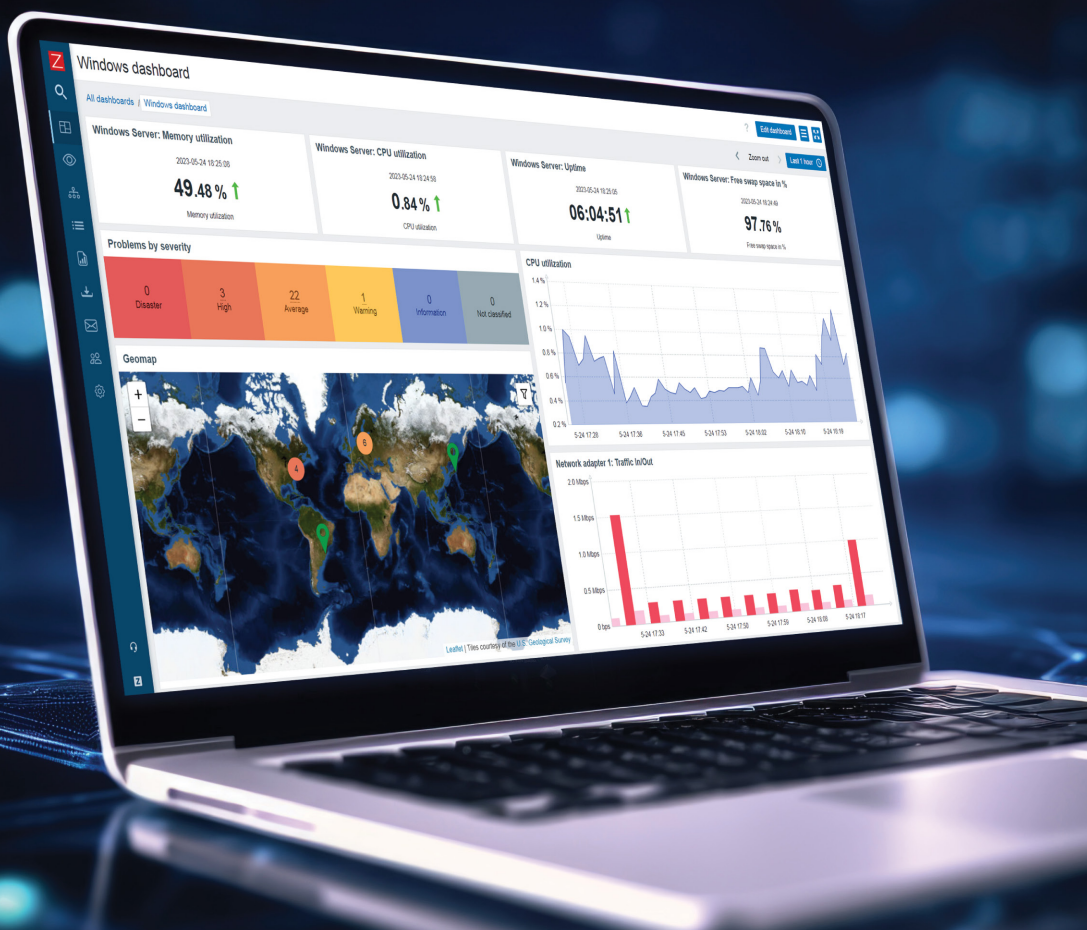 Z
Windows dashboard
All dashboards / Windows dashboard
?
Edit dashboard
Zoom out
Last 1 hour
Windows Server: Memory utilization
2023-05-24 18:25:08
49.48 %
Memory utilization
Windows Server: CPU utilization
2023-05-24 18:24:58
0.84 %
CPU utilization
Windows Server: Uptime
2023-05-24 18:25:05
06:04:51
Uptime
Windows Server: Free swap space in %
2023-05-24 18:24:49
97.76 %
Free swap space in %
Problems by severity
0
Disaster
3
High
22
Average
1
Warning
0
Information
0
Not classified
CPU utilization
1.4 %
1.2 %
1.0 %
0.8 %
0.6 %
0.4 %
0.2 %
5-24 17:28
5-24 17:36
5-24 17:45
5-24 17:53
5-24 18:02
5-24 18:10
5-24 18:19
Geomap
+
−
4
6
Leaflet | Tiles courtesy of the U.S. Geological Survey
Network adapter 1: Traffic In/Out
2.0 Mbps
1.5 Mbps
1.0 Mbps
0.5 Mbps
0 bps
5-24 17:33
5-24 17:42
5-24 17:50
5-24 17:59
5-24 18:08
5-24 18:17
Z